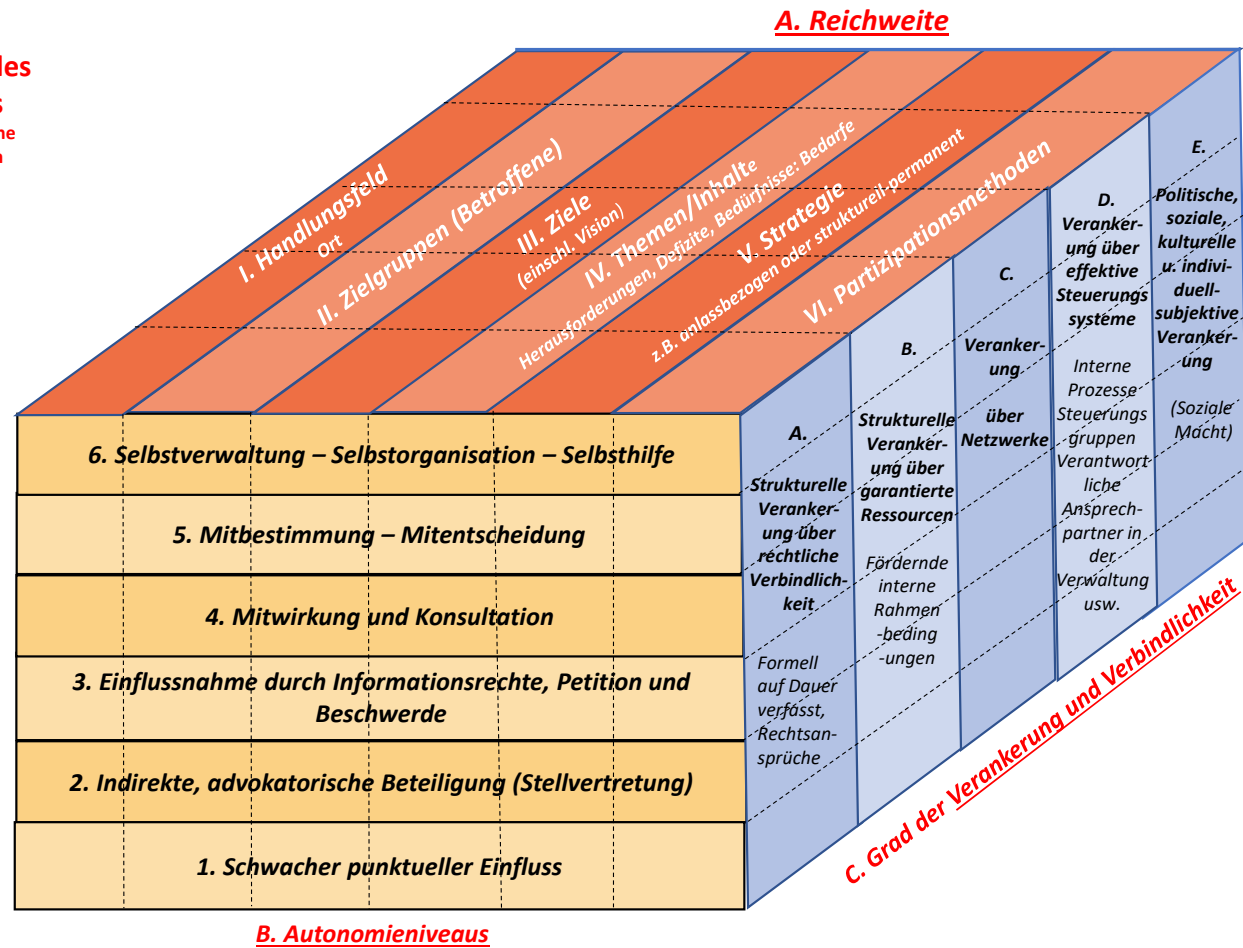 A. Reichweite
I. Handlungsfeld
Ort
II. Zielgruppen (Betroffene)
III. Ziele
(einschl. Vision)
IV. Themen/Inhalte
Herausforderungen, Defizite, Bedürfnisse: Bedarfe
V. Strategie
z.B. anlassbezogen oder strukturell-permanent
VI. Partizipationsmethoden
6. Selbstverwaltung – Selbstorganisation – Selbsthilfe
5. Mitbestimmung – Mitentscheidung
4. Mitwirkung und Konsultation
3. Einflussnahme durch Informationsrechte, Petition und
Beschwerde
2. Indirekte, advokatorische Beteiligung (Stellvertretung)
1. Schwacher punktueller Einfluss
B. Autonomieniveaus
A.
Strukturelle
Veranker-
ung über
rechtliche
Verbindlich-
keit
Formell
auf Dauer
verfasst,
Rechtsan-
sprüche
B.
Strukturelle
Veranker-
ung über
garantierte
Ressourcen
Fördernde
interne
Rahmen
-beding
-ungen
C.
Veranker-
ung
über
Netzwerke
D.
Veranker-
ung über
effektive
Steuerungs
systeme
Interne
Prozesse
Steuerungs
gruppen
Verantwort
liche
Ansprech-
partner in
der
Verwaltung
usw.
E.
Politische,
soziale,
kulturelle
u. indivi-
duell-
subjektive
Veranker-
ung
(Soziale
Macht)
C. Grad der Verankerung und Verbindlichkeit